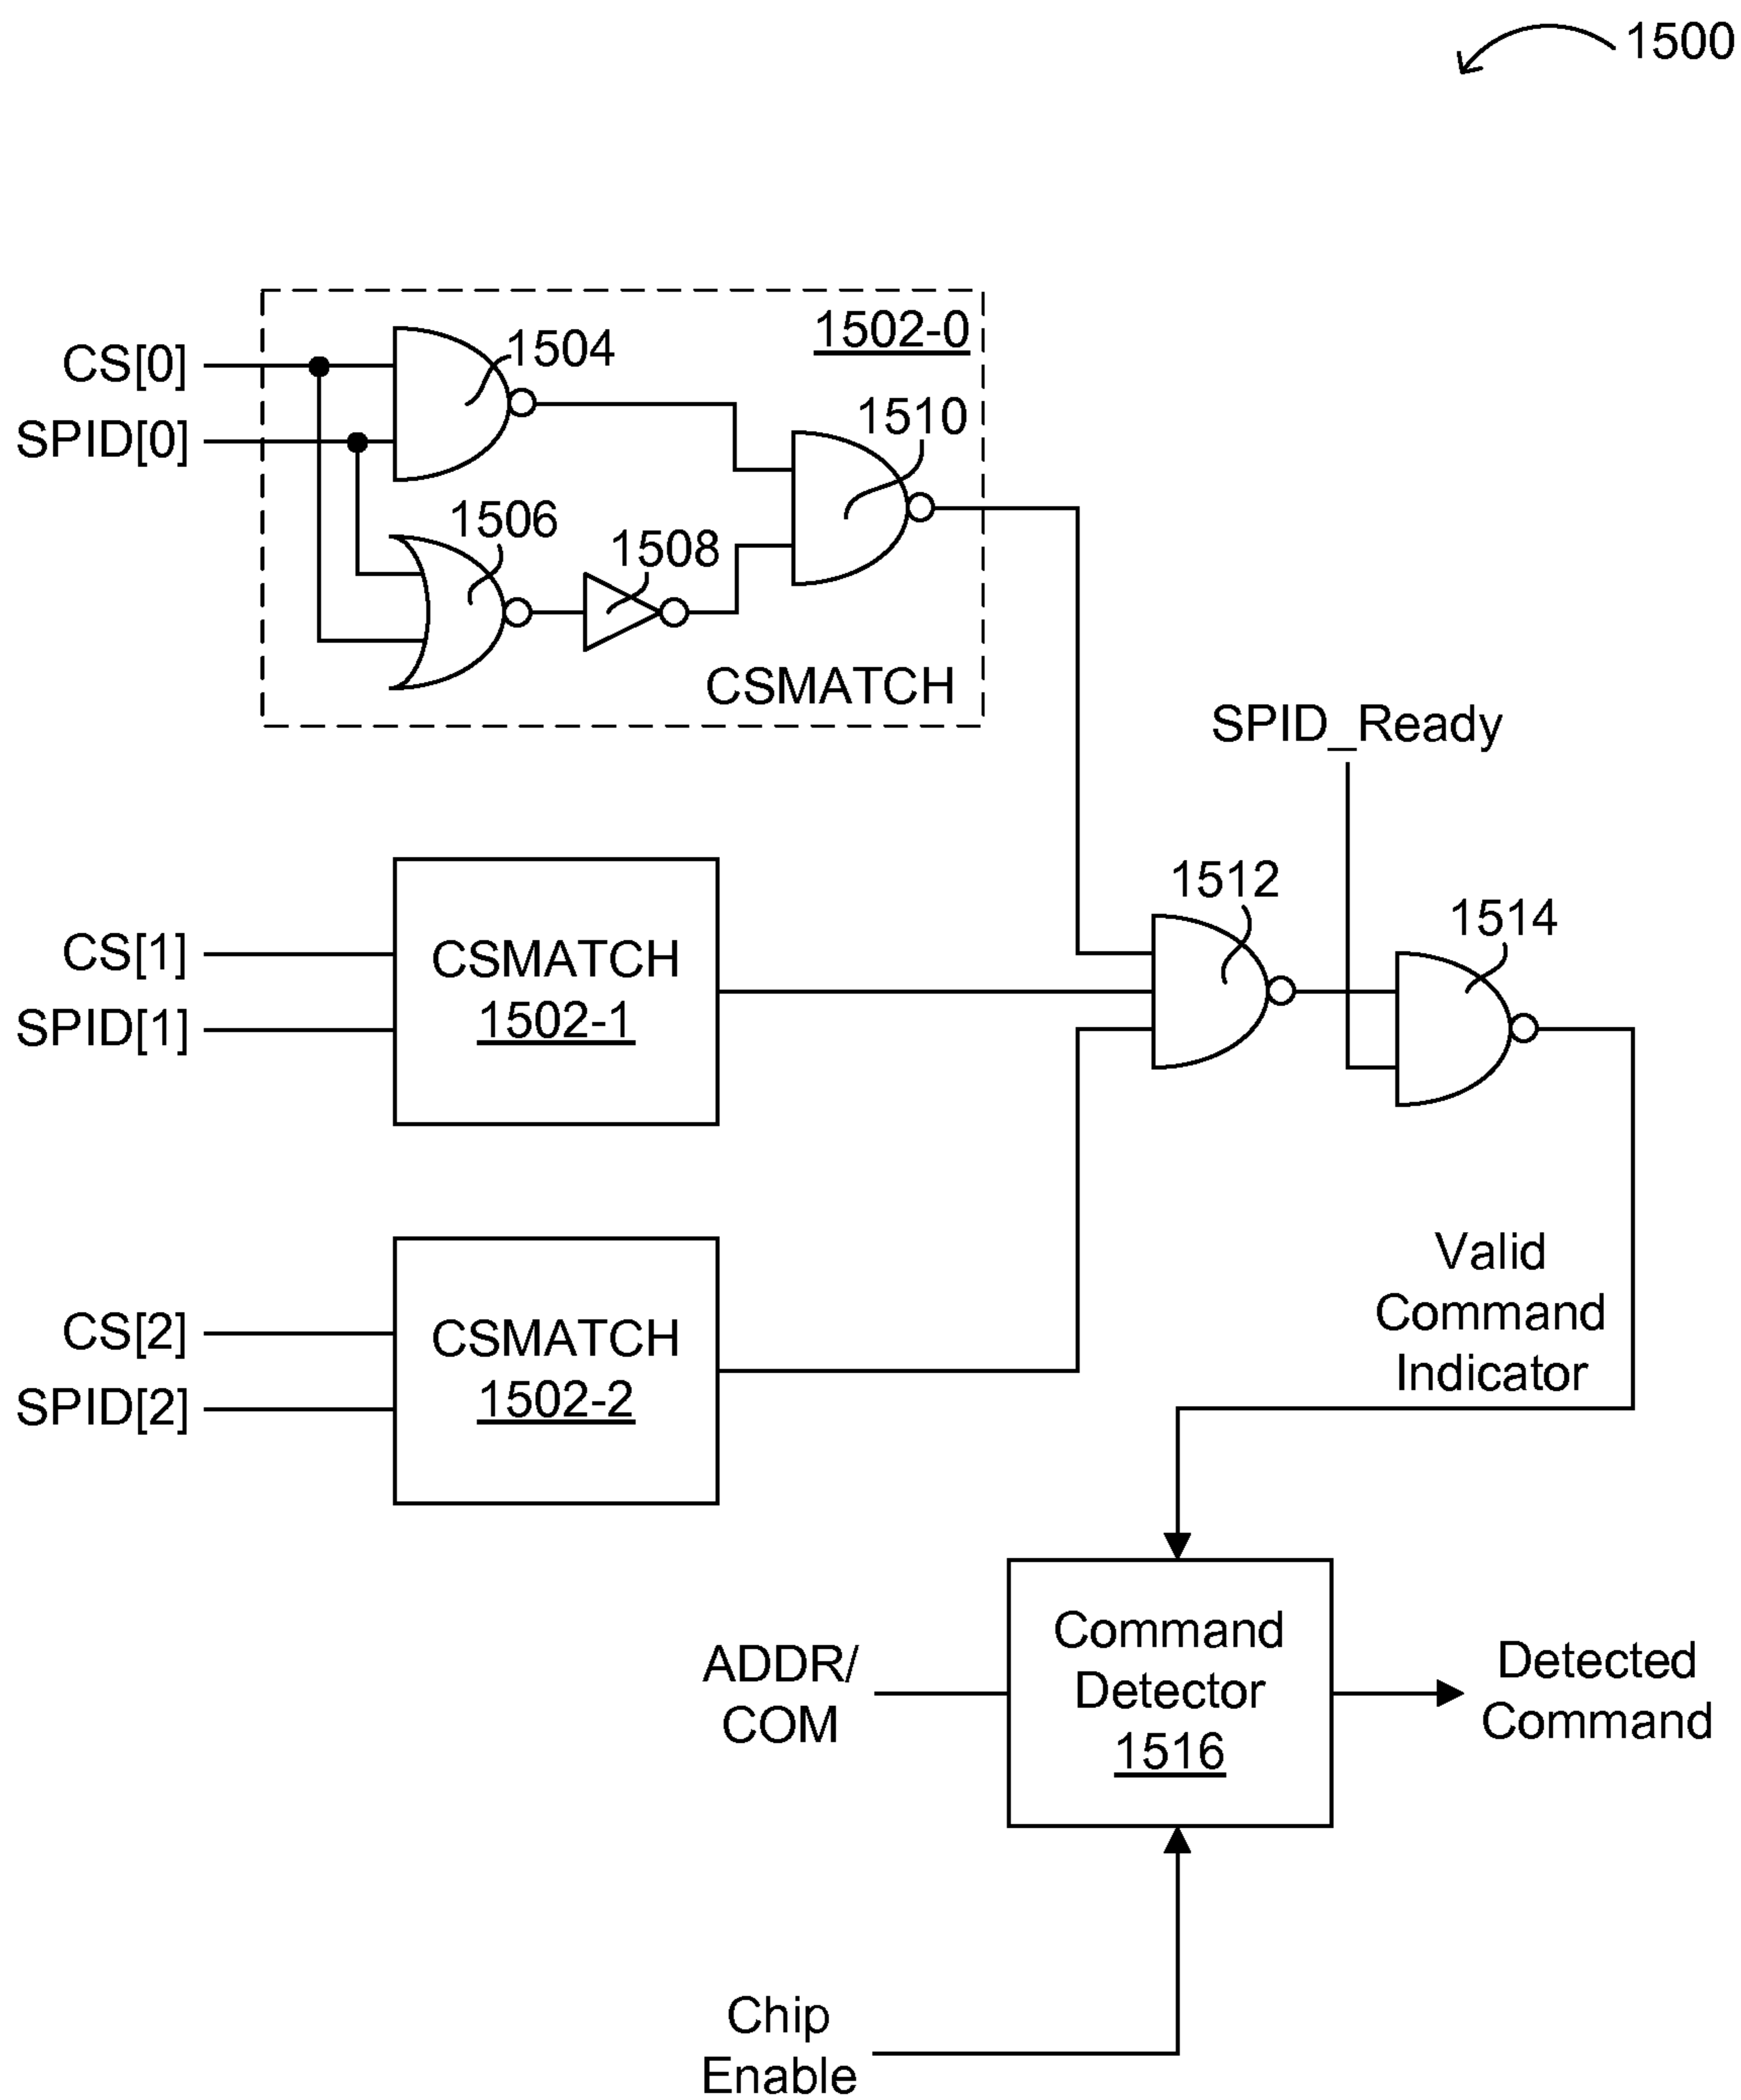 1500
1502-0
CS[0]
1504
SPID[0]
1510
1506
1508
CSMATCH
SPID_Ready
1512
1514
CS[1]
CSMATCH
SPID[1]
1502-1
Valid
Command
Indicator
CS[2]
CSMATCH
SPID[2]
1502-2
ADDR/
COM
Command
Detector
1516
Detected
Command
Chip
Enable